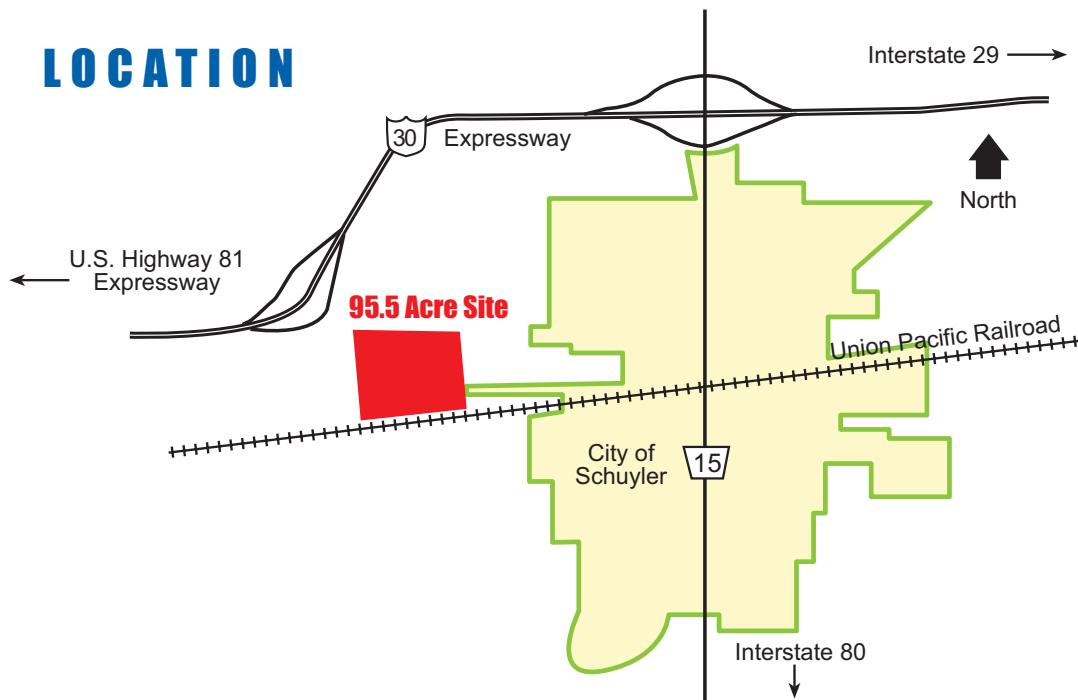 LOCATION
Interstate 29
30
Expressway
North
U.S. Highway 81
Expressway
95.5 Acre Site
Union Pacific Railroad
City of
Schuyler
15
Interstate 80